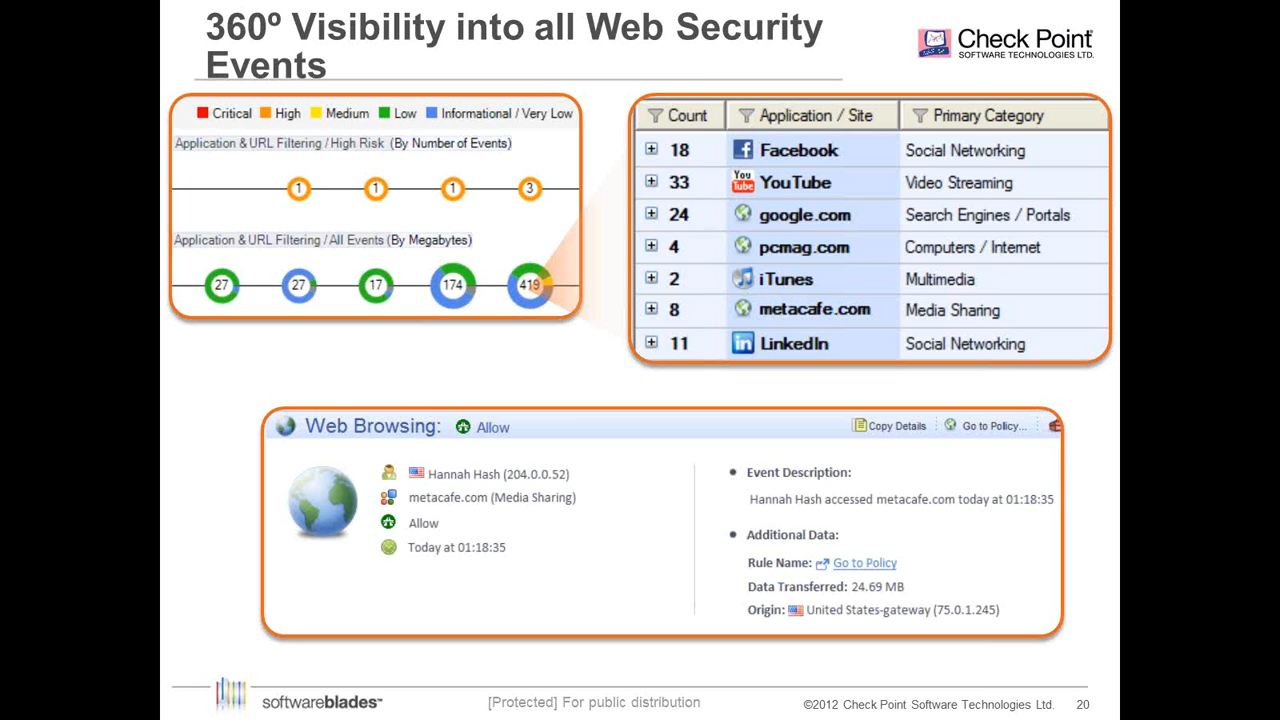 360º Visibility into all Web Security
Events
Check Point
SOFTWARE TECHNOLOGIES LTD.
Critical High Medium Low Informational / Very Low
Application & URL Filtering / High Risk (By Number of Events)
1 1 1 3
Application & URL Filtering / All Events (By Megabytes)
27 27 17 174 419
Count Application / Site Primary Category
18 Facebook Social Networking
33 You Tube YouTube Video Streaming
24 google.com Search Engines / Portals
4 pcmag.com Computers / Internet
2 iTunes Multimedia
8 metacafe.com Media Sharing
11 in LinkedIn Social Networking
Web Browsing: Allow Copy Details Go to Policy...
Hannah Hash (204.0.0.52)
metacafe.com (Media Sharing)
Allow
Today at 01:18:35
Event Description:
Hannah Hash accessed metacafe.com today at 01:18:35
Additional Data:
Rule Name: Go to Policy
Data Transferred: 24.69 MB
Origin: United States-gateway (75.0.1.245)
softwareblades™ [Protected] For public distribution ©2012 Check Point Software Technologies Ltd. 20